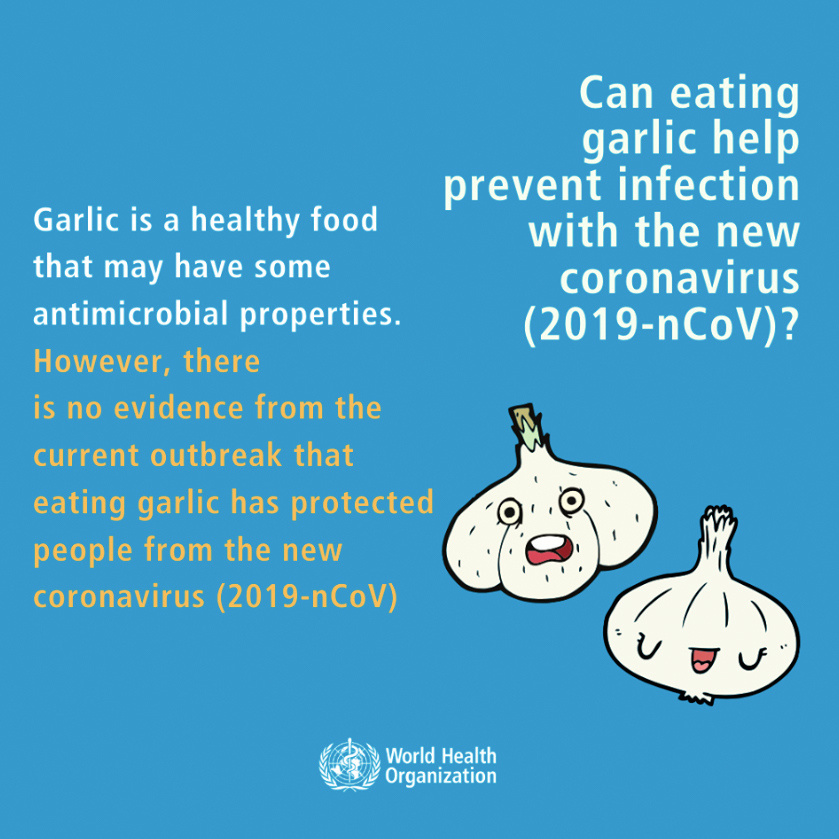 Can eating
garlic help
prevent infection
with the new
coronavirus
(2019-nCoV)?
Garlic is a healthy food
that may have some
antimicrobial properties.
However, there
is no evidence from the
current outbreak that
eating garlic has protected
people from the new
coronavirus (2019-nCoV)
World Health
Organization